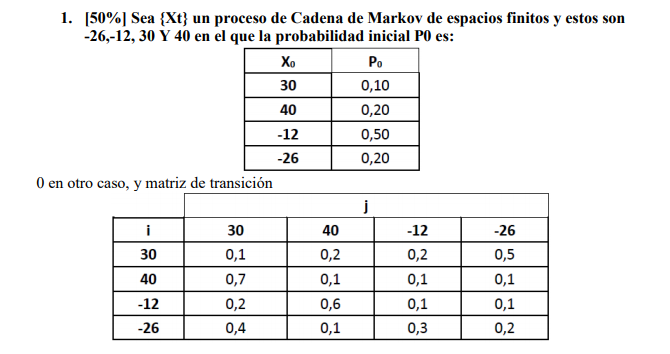 1. [50%] Sea {Xt} un proceso de Cadena de Markov de espacios finitos y estos son
-26,-12, 30 Y 40 en el que la probabilidad inicial P0 es:
X₀ P₀
30 0,10
40 0,20
-12 0,50
-26 0,20
0 en otro caso, y matriz de transición
j
i 30 40 -12 -26
30 0,1 0,2 0,2 0,5
40 0,7 0,1 0,1 0,1
-12 0,2 0,6 0,1 0,1
-26 0,4 0,1 0,3 0,2